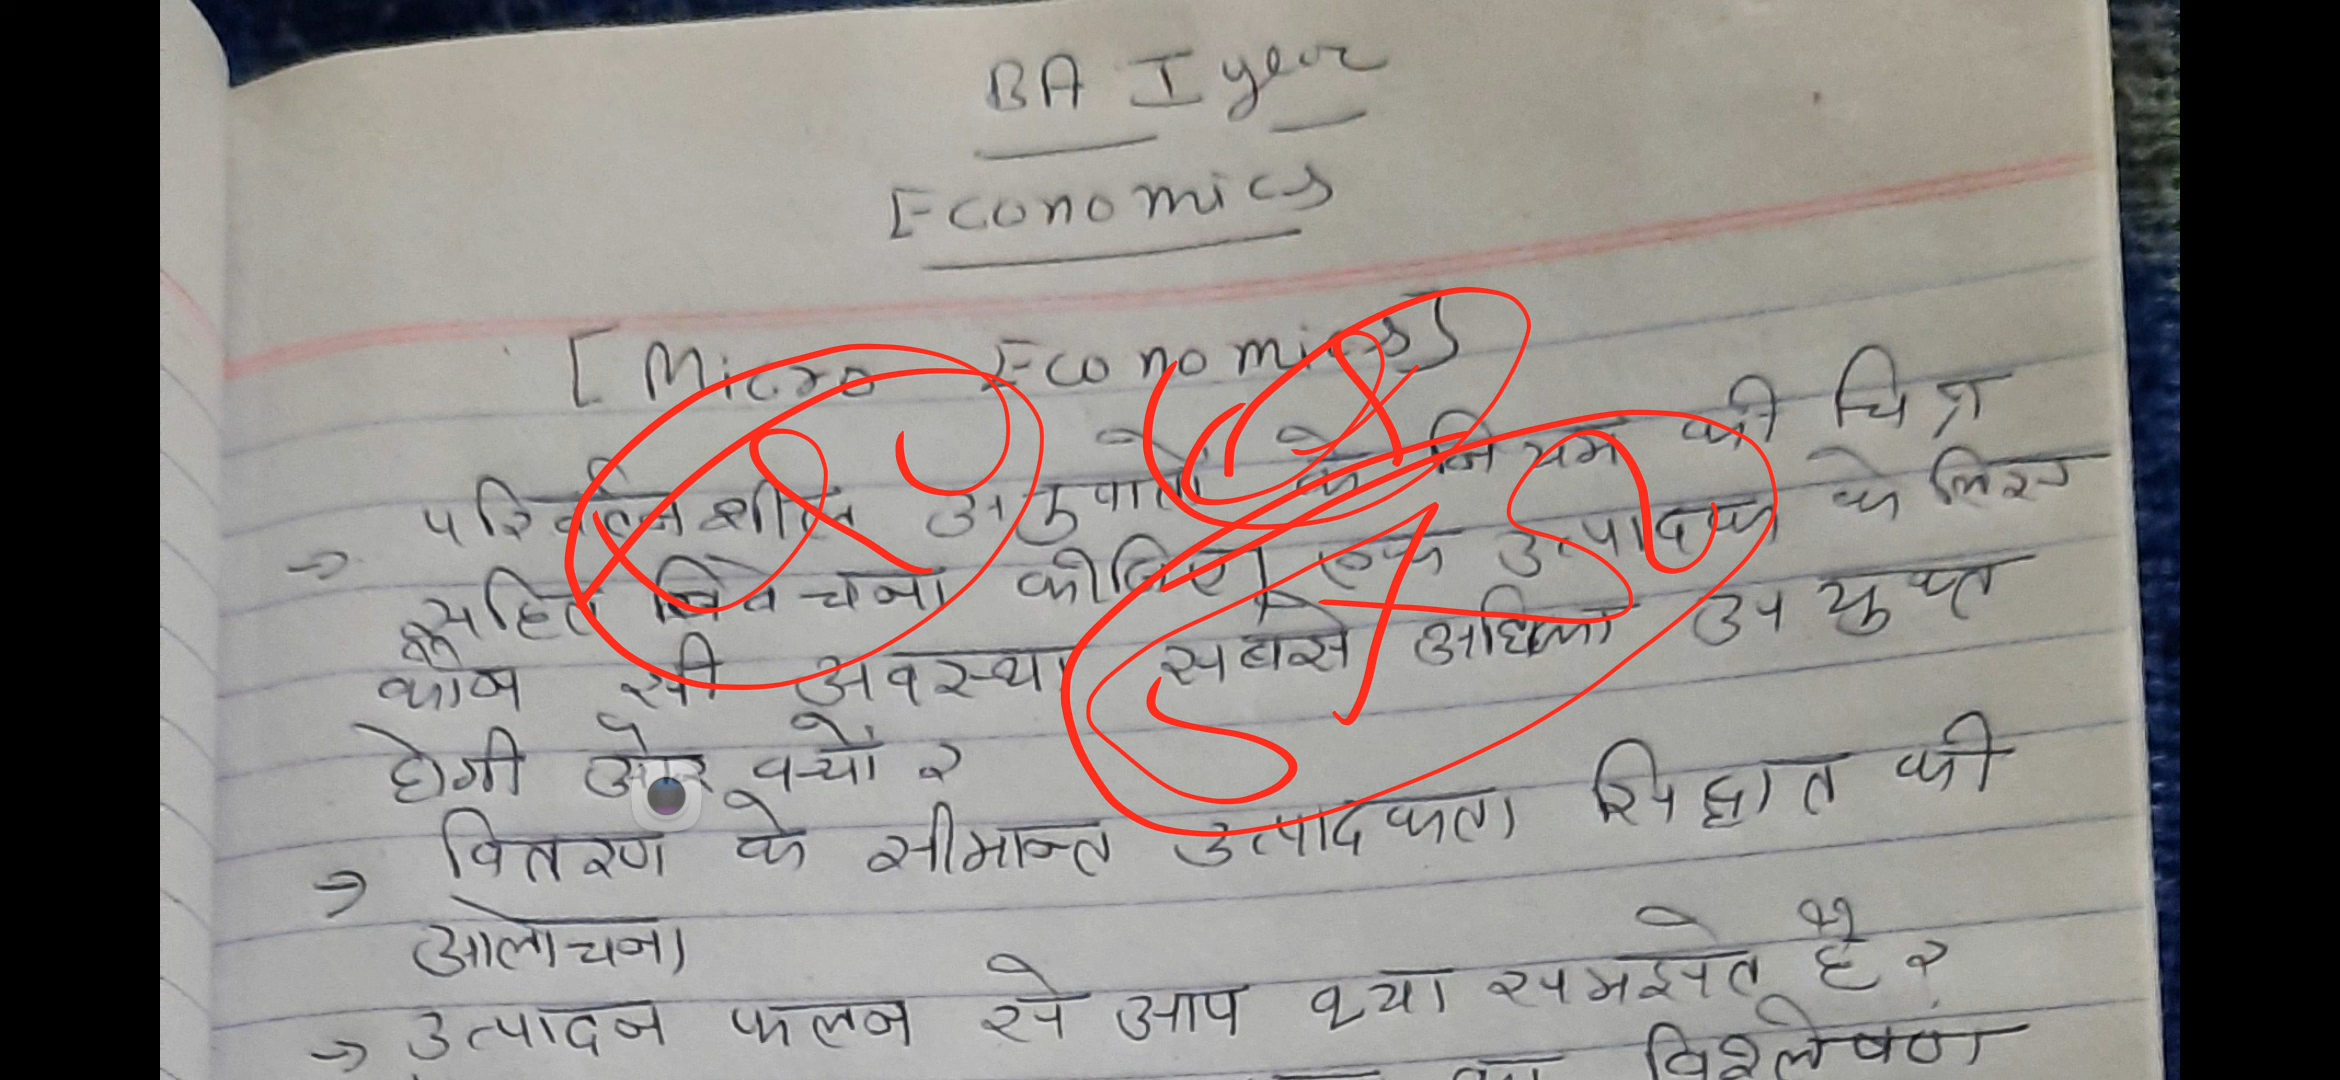 BA I year
Economics
[Micro Economics]
→ परिवर्तनशील अनुपातों के नियम की चित्र
सहित विवेचना कीजिए। एक उत्पादक के लिए
कौन सी अवस्था सबसे अधिक उपयुक्त
होगी और क्यों ?
→ वितरण के सीमान्त उत्पादकता सिद्धात की
आलोचना
→ उत्पादन फलन से आप क्या समझते है ?
का विश्लेषण